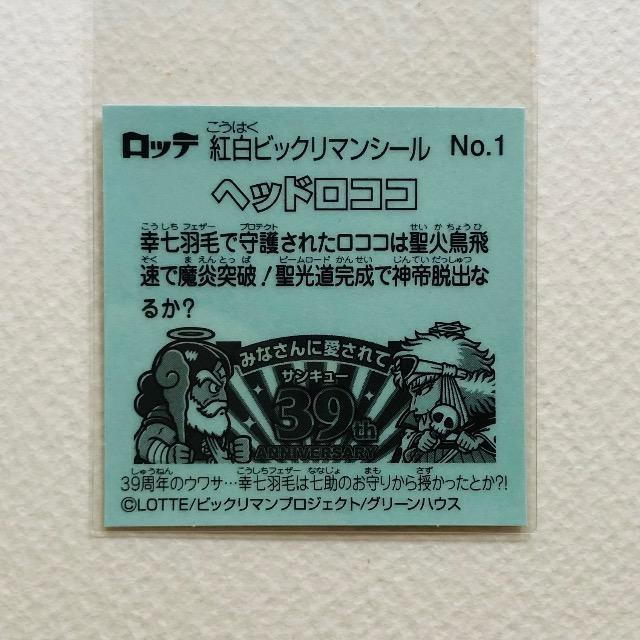 ロッテ 紅白ビックリマンシール No.1
こうはく
ヘッドロココ
こうしちフェザー プロテクト せいかちょうひ
幸七羽毛で守護されたロココは聖火鳥飛
そく まえんとっぱ ビームロードかんせい じんていだっしゅつ
速で魔炎突破!聖光道完成で神帝脱出な
るか?
みなさんに愛されて
サンキュー
39th
ANNIVERSARY
しゅうねん こうしちフェザー ななじょ まも さず
39周年のウワサ…幸七羽毛は七助のお守りから授かったとか?!
©LOTTE/ビックリマンプロジェクト/グリーンハウス